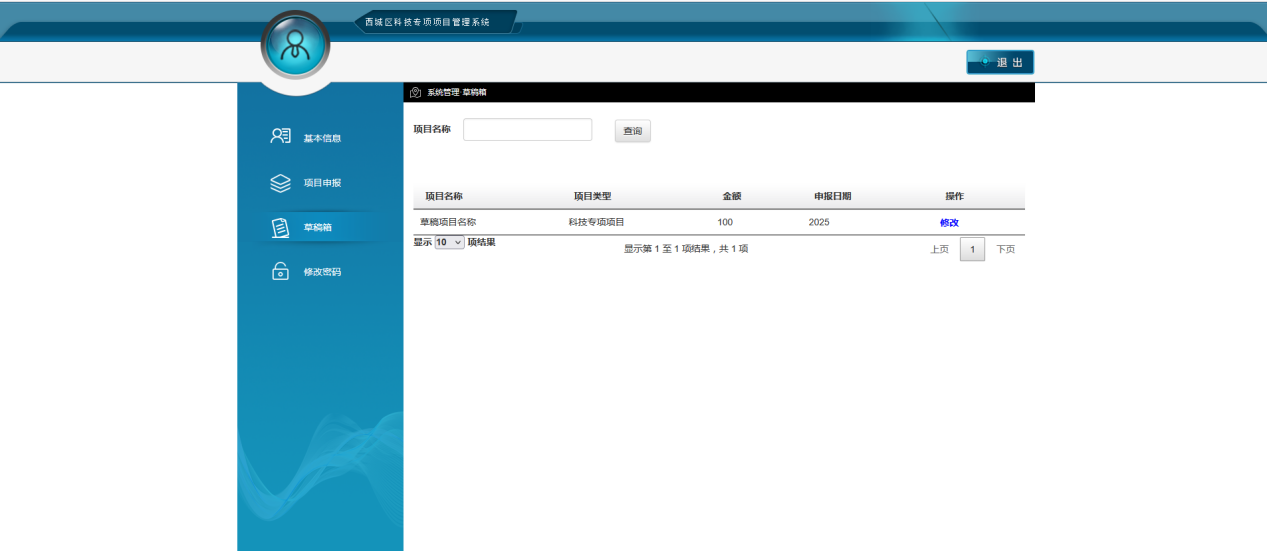 西城区科技专项项目管理系统
退 出
系统管理 草稿箱
基本信息
项目申报
草稿箱
修改密码
项目名称 查询
项目名称 项目类型 金额 申报日期 操作
草稿项目名称 科技专项项目 100 2025 修改
显示 10 项结果 显示第 1 至 1 项结果，共 1 项 上页 1 下页